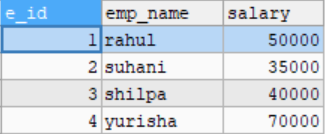 e_id emp_name salary
1 rahul 50000
2 suhani 35000
3 shilpa 40000
4 yurisha 70000